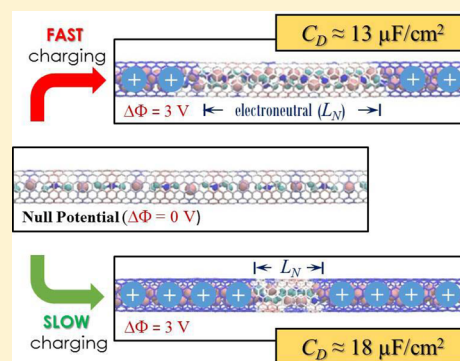 FAST
charging
C_D ≈ 13 µF/cm²
+ + + +
ΔΦ = 3 V
electroneutral (L_N)
Null Potential (ΔΦ = 0 V)
L_N
+ + + + + + +
SLOW
charging
ΔΦ = 3 V
C_D ≈ 18 µF/cm²